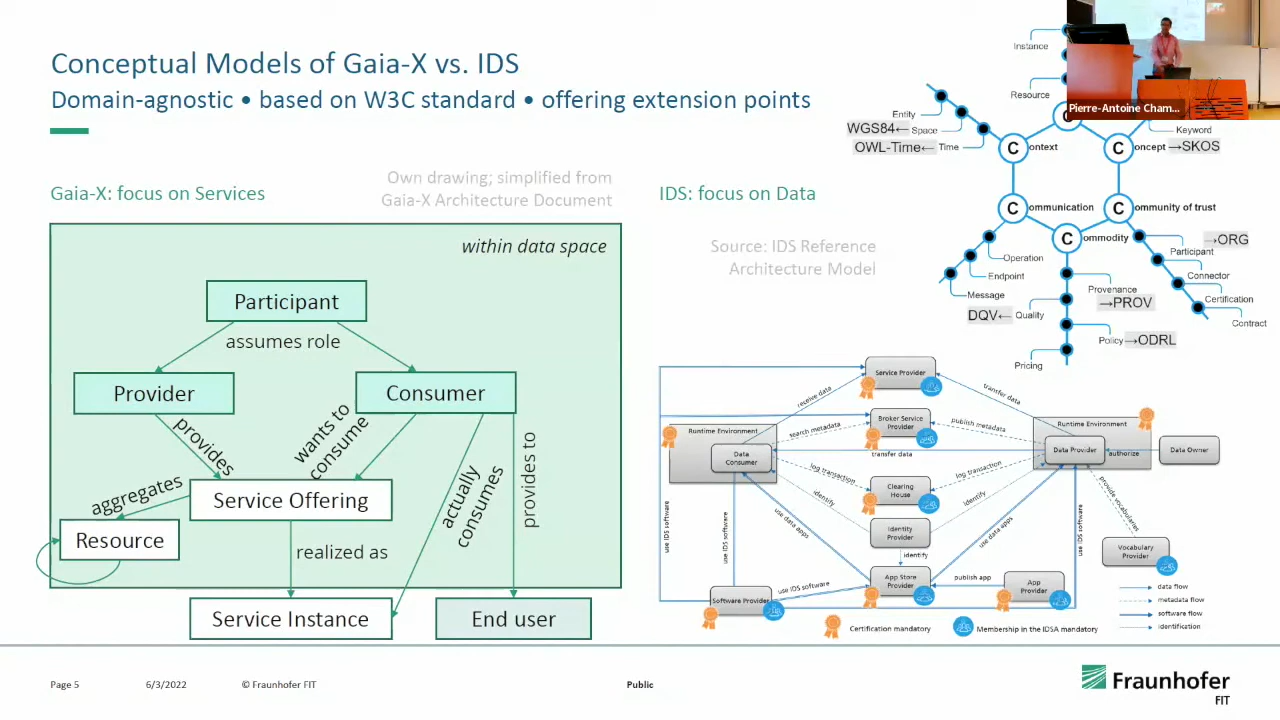 Conceptual Models of Gaia-X vs. IDS
Domain-agnostic • based on W3C standard • offering extension points
Pierre-Antoine Cham...
Gaia-X: focus on Services
Own drawing; simplified from
Gaia-X Architecture Document
within data space
Participant
assumes role
Provider
Consumer
provides
wants to
consume
actually
consumes
provides to
aggregates
Service Offering
Resource
realized as
Service Instance
End user
IDS: focus on Data
Source: IDS Reference
Architecture Model
Instance
Resource
Entity
WGS84← Space
OWL-Time← Time
C ontext
C
Keyword
C oncept →SKOS
C ommunication
C ommunity of trust
C ommodity
Operation
Endpoint
Message
Provenance
→PROV
DQV← Quality
Policy →ODRL
Pricing
→ORG
Participant
Connector
Certification
Contract
Service Provider
receive data
transfer data
Broker Service
Provider
search metadata
publish metadata
Runtime Environment
Data
Consumer
Runtime Environment
Data Provider
authorize
Data Owner
transfer data
log transaction
log transaction
Clearing
House
identify
identify
Identity
Provider
identify
use IDS software
use IDS software
use data apps
use data apps
use IDS software
provide vocabularies
Vocabulary
Provider
App Store
Provider
publish app
App
Provider
Software Provider
use IDS software
data flow
metadata flow
software flow
identification
Certification mandatory
Membership in the IDSA mandatory
Page 5
6/3/2022
© Fraunhofer FIT
Public
Fraunhofer
FIT